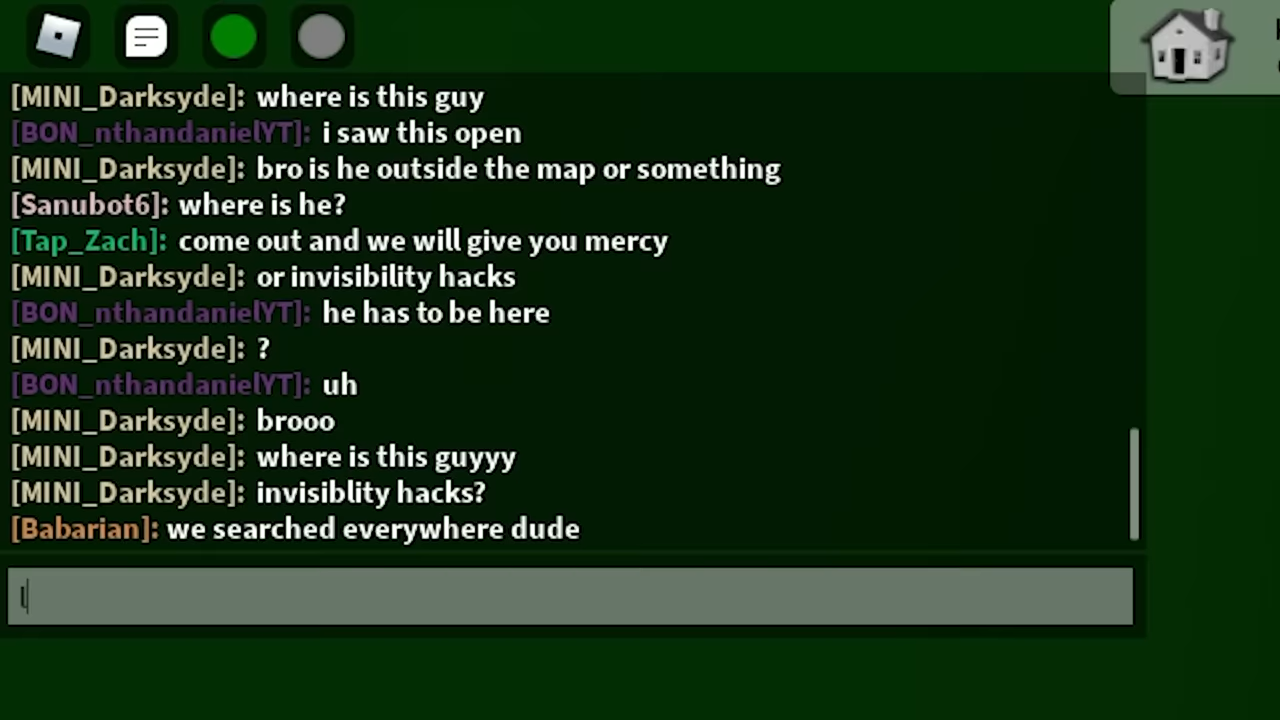 [MINI_Darksyde]: where is this guy
[BON_nthandanielYT]: i saw this open
[MINI_Darksyde]: bro is he outside the map or something
[Sanubot6]: where is he?
[Tap_Zach]: come out and we will give you mercy
[MINI_Darksyde]: or invisibility hacks
[BON_nthandanielYT]: he has to be here
[MINI_Darksyde]: ?
[BON_nthandanielYT]: uh
[MINI_Darksyde]: brooo
[MINI_Darksyde]: where is this guyyy
[MINI_Darksyde]: invisiblity hacks?
[Babarian]: we searched everywhere dude
l